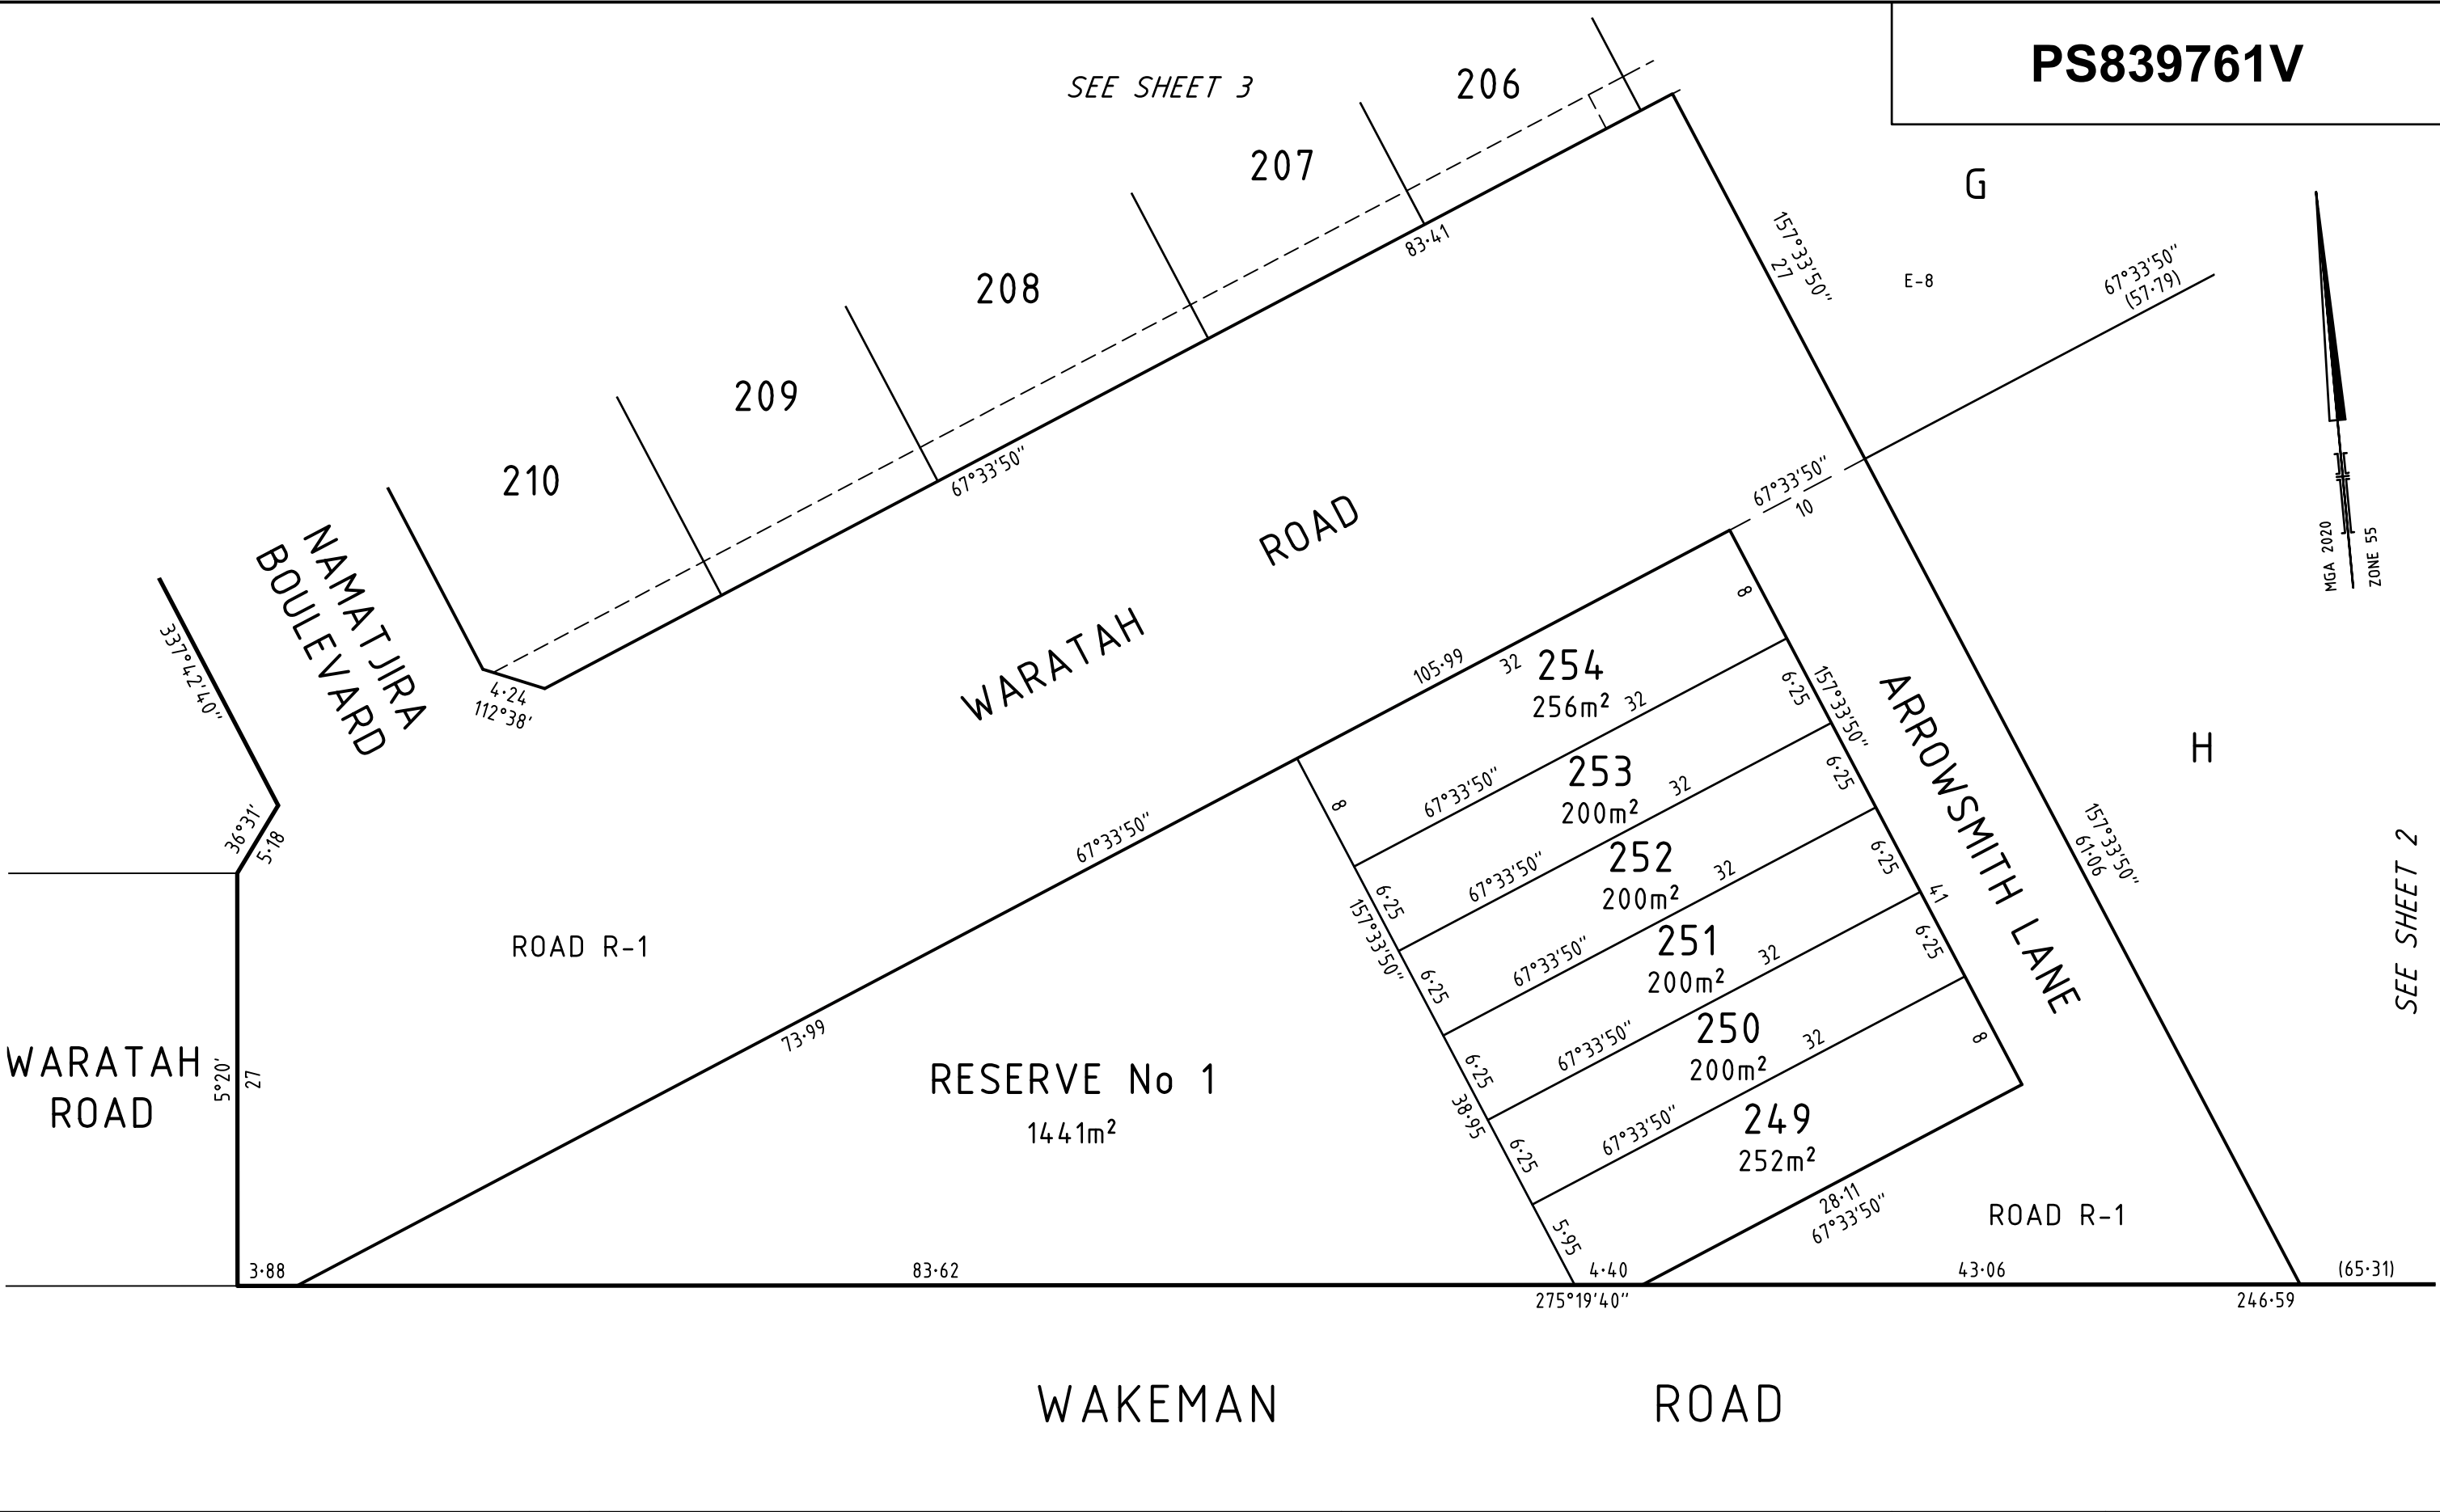 PS839761V
SEE SHEET 3
206
207
208
209
210
G
E-8
83·41
67°33'50"
157°33'50"
27
67°33'50"
(57·79)
67°33'50"
10
MGA 2020
ZONE 55
NAMATJIRA
BOULEVARD
337°42'40"
4·24
112°38'
36°31'
5·18
WARATAH ROAD
105·99
32
8
254
256m²
32
67°33'50"
8
6·25
157°33'50"
253
200m²
32
67°33'50"
6·25
6·25
157°33'50"
252
200m²
32
67°33'50"
6·25
6·25
251
200m²
32
67°33'50"
6·25
6·25
41
250
200m²
32
67°33'50"
6·25
6·25
38·95
249
252m²
8
5·95
28·11
67°33'50"
ARROWSMITH LANE
H
157°33'50"
61·06
SEE SHEET 2
67°33'50"
73·99
ROAD R-1
WARATAH
ROAD
5°20'
27
RESERVE No 1
1441m²
ROAD R-1
3·88
83·62
4·40
43·06
(65·31)
275°19'40"
246·59
WAKEMAN ROAD